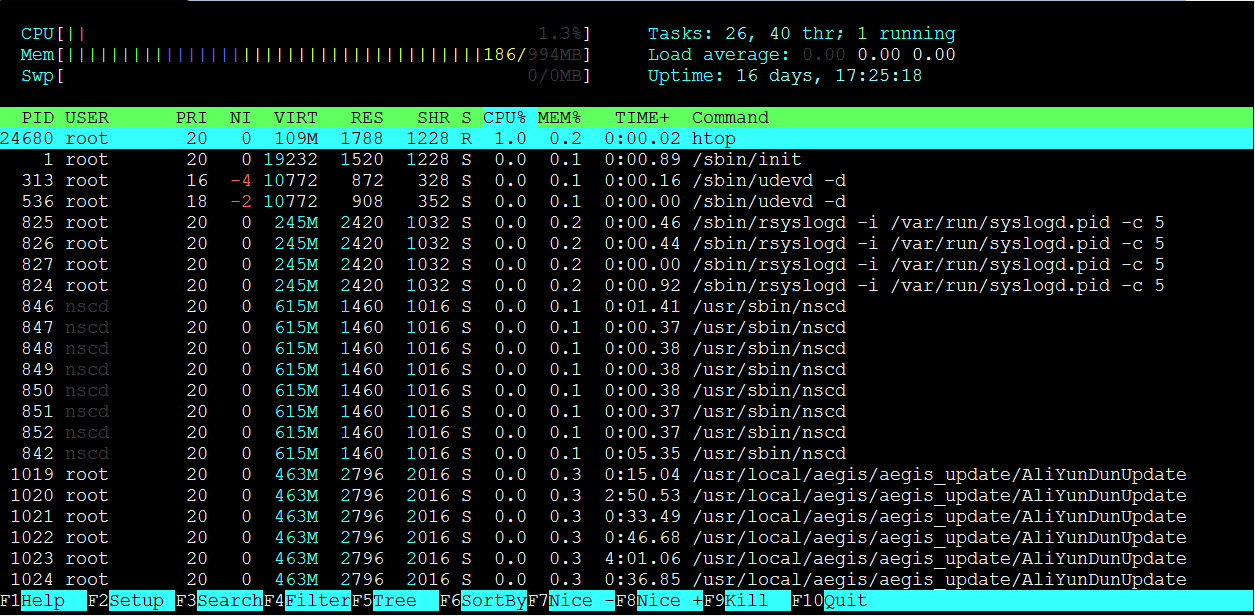 CPU[|| 1.3%] Tasks: 26, 40 thr; 1 running
Mem[|||||||||||||||||||||||||||||||||||||||186/994MB] Load average: 0.00 0.00 0.00
Swp[ 0/0MB] Uptime: 16 days, 17:25:18
PID USER PRI NI VIRT RES SHR S CPU% MEM% TIME+ Command
24680 root 20 0 109M 1788 1228 R 1.0 0.2 0:00.02 htop
1 root 20 0 19232 1520 1228 S 0.0 0.1 0:00.89 /sbin/init
313 root 16 -4 10772 872 328 S 0.0 0.1 0:00.16 /sbin/udevd -d
536 root 18 -2 10772 908 352 S 0.0 0.1 0:00.00 /sbin/udevd -d
825 root 20 0 245M 2420 1032 S 0.0 0.2 0:00.46 /sbin/rsyslogd -i /var/run/syslogd.pid -c 5
826 root 20 0 245M 2420 1032 S 0.0 0.2 0:00.44 /sbin/rsyslogd -i /var/run/syslogd.pid -c 5
827 root 20 0 245M 2420 1032 S 0.0 0.2 0:00.00 /sbin/rsyslogd -i /var/run/syslogd.pid -c 5
824 root 20 0 245M 2420 1032 S 0.0 0.2 0:00.92 /sbin/rsyslogd -i /var/run/syslogd.pid -c 5
846 nscd 20 0 615M 1460 1016 S 0.0 0.1 0:01.41 /usr/sbin/nscd
847 nscd 20 0 615M 1460 1016 S 0.0 0.1 0:00.37 /usr/sbin/nscd
848 nscd 20 0 615M 1460 1016 S 0.0 0.1 0:00.38 /usr/sbin/nscd
849 nscd 20 0 615M 1460 1016 S 0.0 0.1 0:00.38 /usr/sbin/nscd
850 nscd 20 0 615M 1460 1016 S 0.0 0.1 0:00.38 /usr/sbin/nscd
851 nscd 20 0 615M 1460 1016 S 0.0 0.1 0:00.37 /usr/sbin/nscd
852 nscd 20 0 615M 1460 1016 S 0.0 0.1 0:00.37 /usr/sbin/nscd
842 nscd 20 0 615M 1460 1016 S 0.0 0.1 0:05.35 /usr/sbin/nscd
1019 root 20 0 463M 2796 2016 S 0.0 0.3 0:15.04 /usr/local/aegis/aegis_update/AliYunDunUpdate
1020 root 20 0 463M 2796 2016 S 0.0 0.3 2:50.53 /usr/local/aegis/aegis_update/AliYunDunUpdate
1021 root 20 0 463M 2796 2016 S 0.0 0.3 0:33.49 /usr/local/aegis/aegis_update/AliYunDunUpdate
1022 root 20 0 463M 2796 2016 S 0.0 0.3 0:46.68 /usr/local/aegis/aegis_update/AliYunDunUpdate
1023 root 20 0 463M 2796 2016 S 0.0 0.3 4:01.06 /usr/local/aegis/aegis_update/AliYunDunUpdate
1024 root 20 0 463M 2796 2016 S 0.0 0.3 0:36.85 /usr/local/aegis/aegis_update/AliYunDunUpdate
F1Help F2Setup F3SearchF4FilterF5Tree F6SortByF7Nice -F8Nice +F9Kill F10Quit